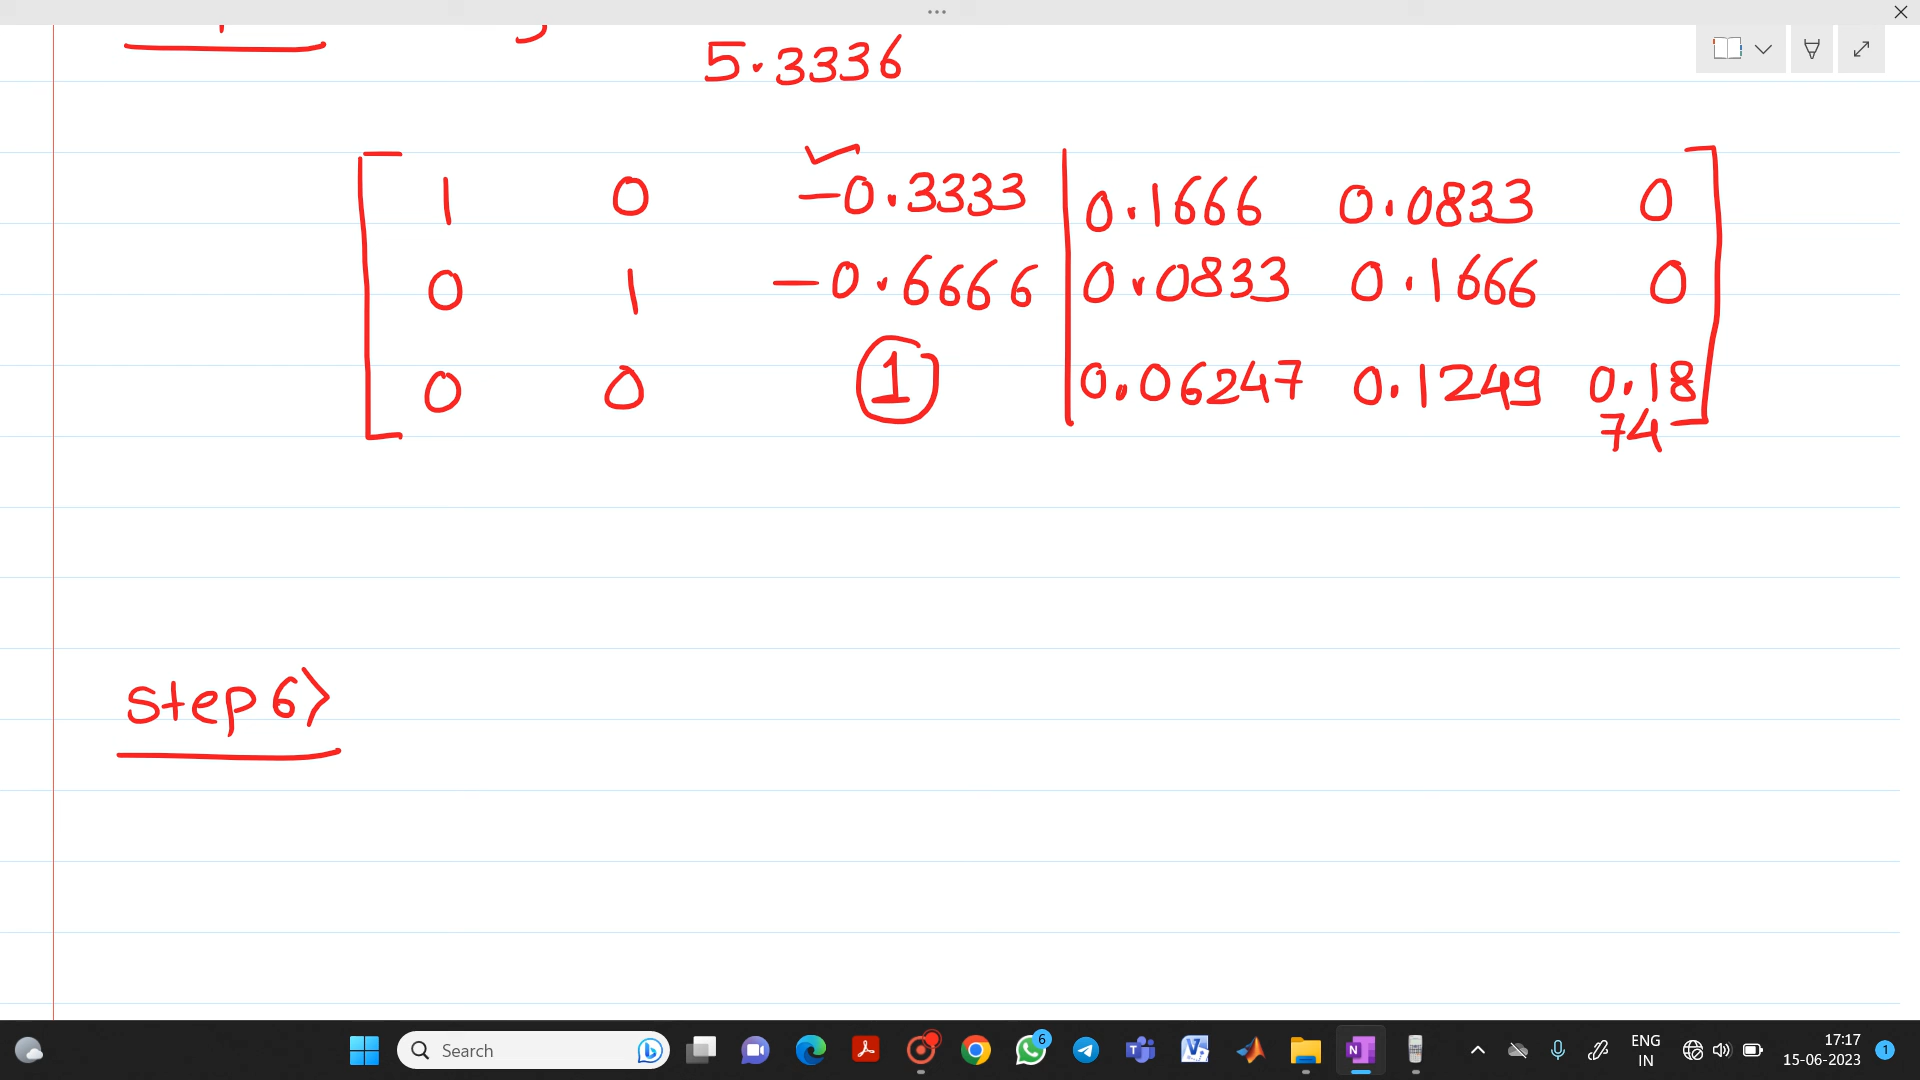 5.3336
1 0 -0.3333 | 0.1666 0.0833 0
0 1 -0.6666 | 0.0833 0.1666 0
0 0 1 | 0.06247 0.1249 0.18
74
step 6>
Search
6
ENG
IN
17:17
15-06-2023
1